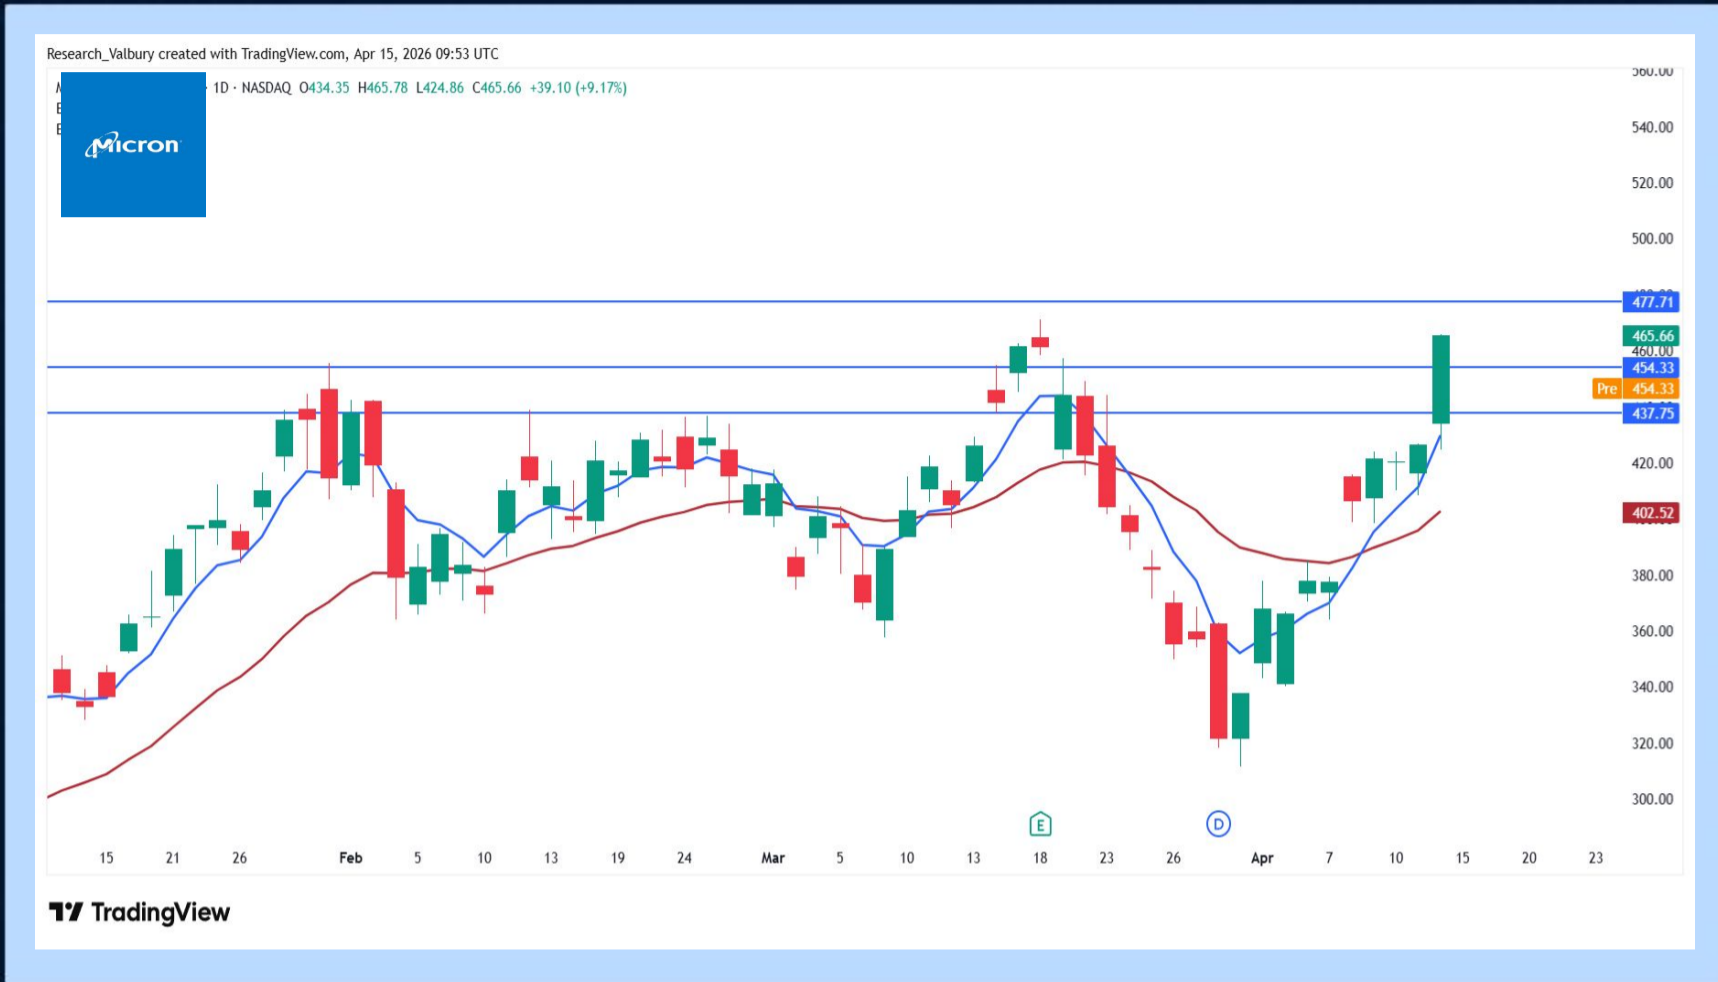 Research_Valbury created with TradingView.com, Apr 15, 2026 09:53 UTC
· 1D · NASDAQ O434.35 H465.78 L424.86 C465.66 +39.10 (+9.17%)
Micron
560.00
540.00
520.00
500.00
477.71
465.66
460.00
454.33
Pre 454.33
437.75
420.00
402.52
380.00
360.00
340.00
320.00
300.00
E
D
15 21 26 Feb 5 10 13 19 24 Mar 5 10 13 18 23 26 Apr 7 10 15 20 23
TradingView